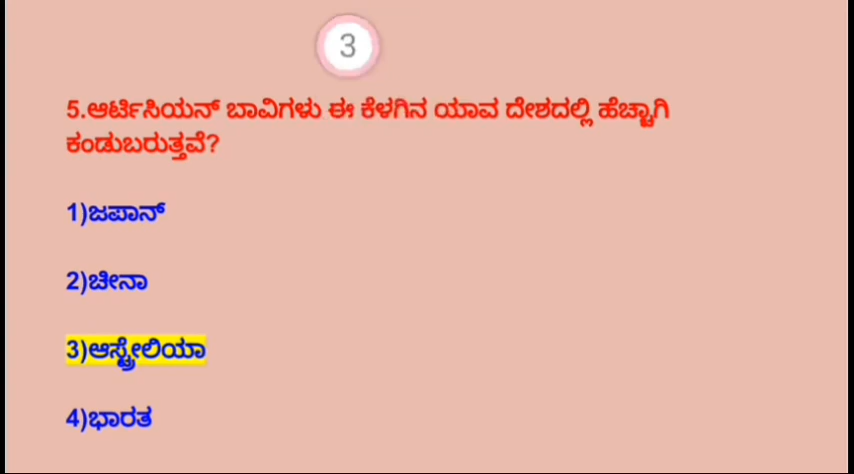 3
5.ಆರ್ಟಿಸಿಯನ್ ಬಾವಿಗಳು ಈ ಕೆಳಗಿನ ಯಾವ ದೇಶದಲ್ಲಿ ಹೆಚ್ಚಾಗಿ
ಕಂಡುಬರುತ್ತವೆ?
1)ಜಪಾನ್
2)ಚೀನಾ
3)ಆಸ್ಟ್ರೇಲಿಯಾ
4)ಭಾರತ